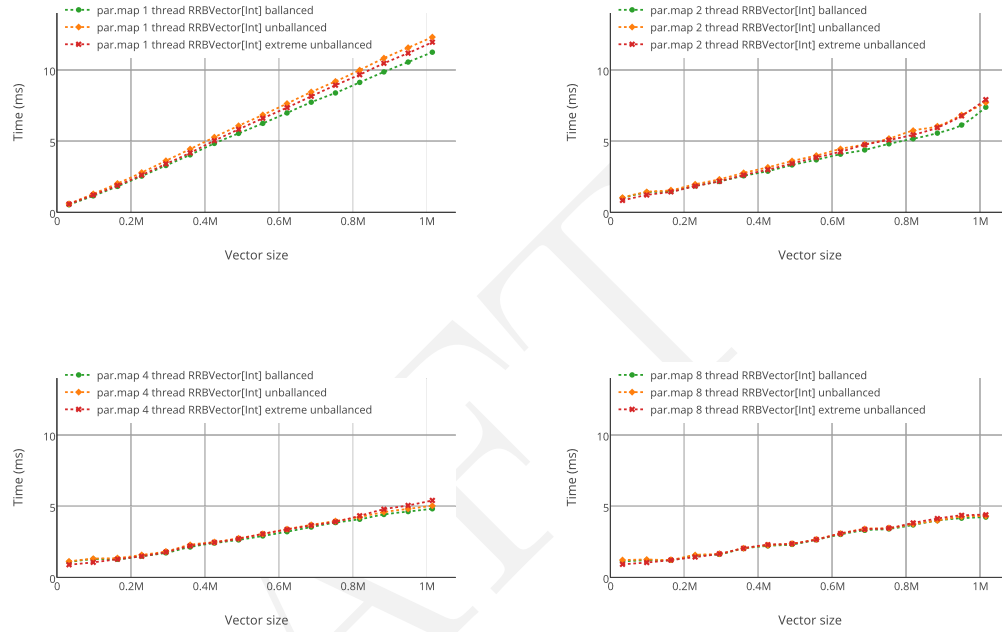 par.map 1 thread RRBVector[Int] ballanced
par.map 1 thread RRBVector[Int] unballanced
par.map 1 thread RRBVector[Int] extreme unballanced
10
5
0
Time (ms)
0.2M
0.4M
0.6M
0.8M
1M
Vector size
par.map 2 thread RRBVector[Int] ballanced
par.map 2 thread RRBVector[Int] unballanced
par.map 2 thread RRBVector[Int] extreme unballanced
10
5
0
Time (ms)
0.2M
0.4M
0.6M
0.8M
1M
Vector size
par.map 4 thread RRBVector[Int] ballanced
par.map 4 thread RRBVector[Int] unballanced
par.map 4 thread RRBVector[Int] extreme unballanced
10
5
0
Time (ms)
0.2M
0.4M
0.6M
0.8M
1M
Vector size
par.map 8 thread RRBVector[Int] ballanced
par.map 8 thread RRBVector[Int] unballanced
par.map 8 thread RRBVector[Int] extreme unballanced
10
5
0
Time (ms)
0.2M
0.4M
0.6M
0.8M
1M
Vector size
AFT